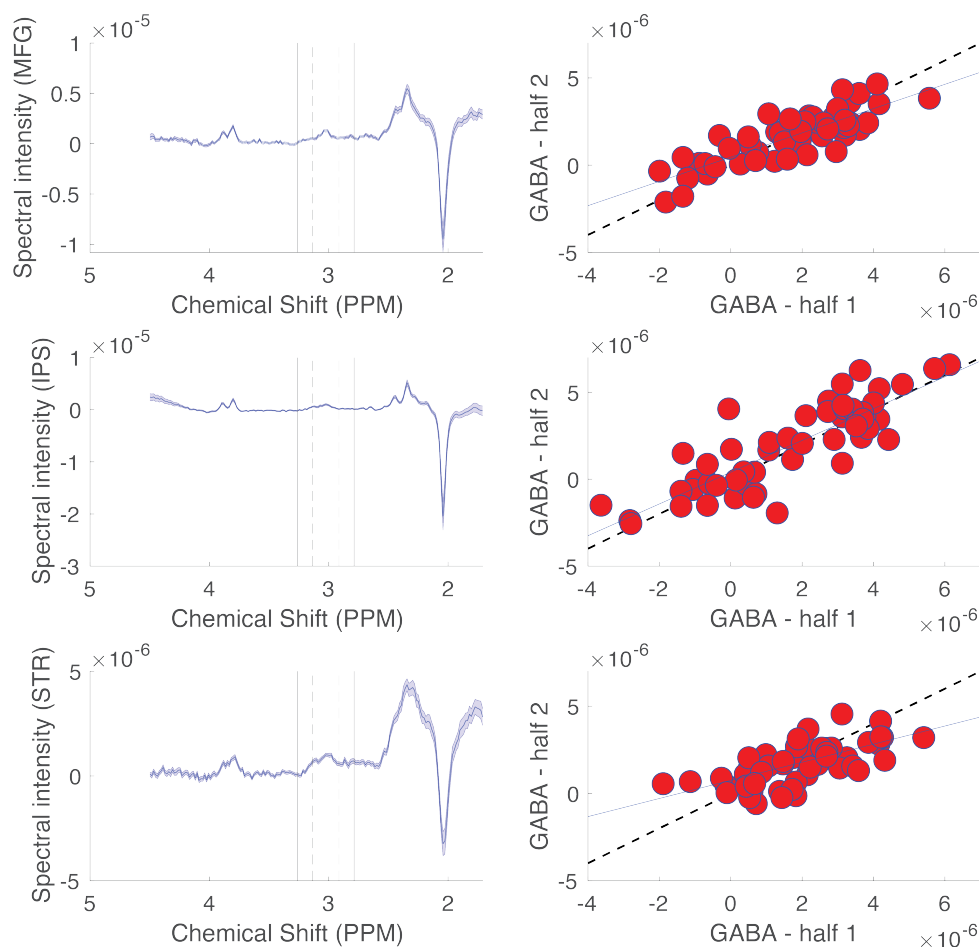 × 10-5
Spectral intensity (MFG)
1
0.5
0
-0.5
-1
5 4 3 2
Chemical Shift (PPM)
× 10-6
GABA - half 2
5
0
-5
-4 -2 0 2 4 6
GABA - half 1
× 10-6
× 10-5
Spectral intensity (IPS)
1
0
-1
-2
-3
5 4 3 2
Chemical Shift (PPM)
× 10-6
GABA - half 2
5
0
-5
-4 -2 0 2 4 6
GABA - half 1
× 10-6
× 10-6
Spectral intensity (STR)
5
0
-5
5 4 3 2
Chemical Shift (PPM)
× 10-6
GABA - half 2
5
0
-5
-4 -2 0 2 4 6
GABA - half 1
× 10-6